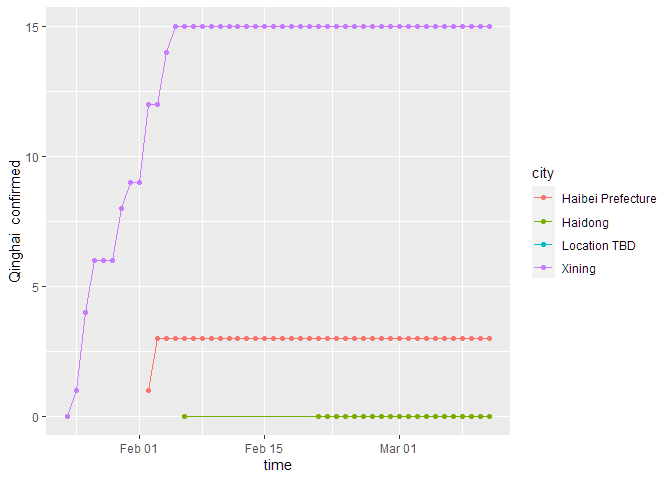 15
10
5
0
Qinghai confirmed
Feb 01
Feb 15
Mar 01
time
city
Haibei Prefecture
Haidong
Location TBD
Xining